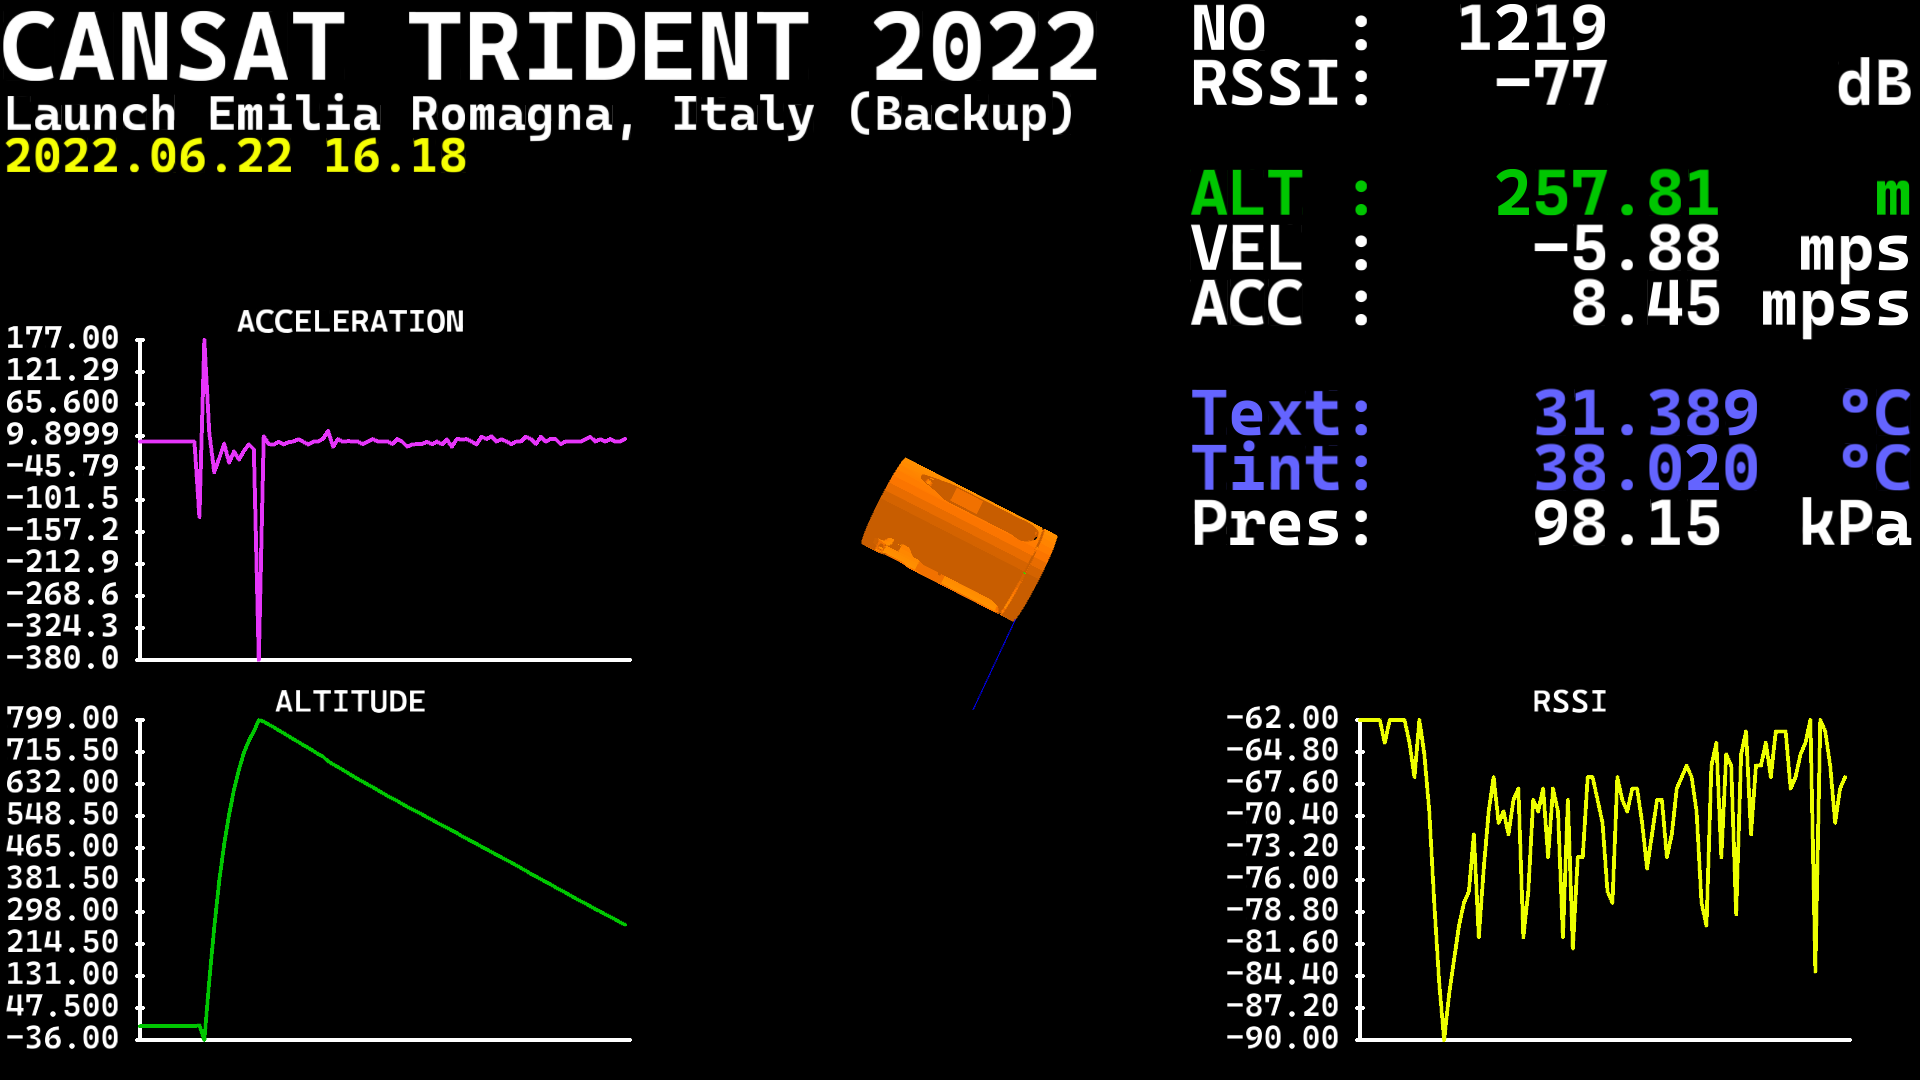 CANSAT TRIDENT 2022
Launch Emilia Romagna, Italy (Backup)
2022.06.22 16.18
NO : 1219
RSSI: -77 dB
ALT : 257.81 m
VEL : -5.88 mps
ACC : 8.45 mpss
Text: 31.389 °C
Tint: 38.020 °C
Pres: 98.15 kPa
ACCELERATION
177.00
121.29
65.600
9.8999
-45.79
-101.5
-157.2
-212.9
-268.6
-324.3
-380.0
ALTITUDE
799.00
715.50
632.00
548.50
465.00
381.50
298.00
214.50
131.00
47.500
-36.00
RSSI
-62.00
-64.80
-67.60
-70.40
-73.20
-76.00
-78.80
-81.60
-84.40
-87.20
-90.00